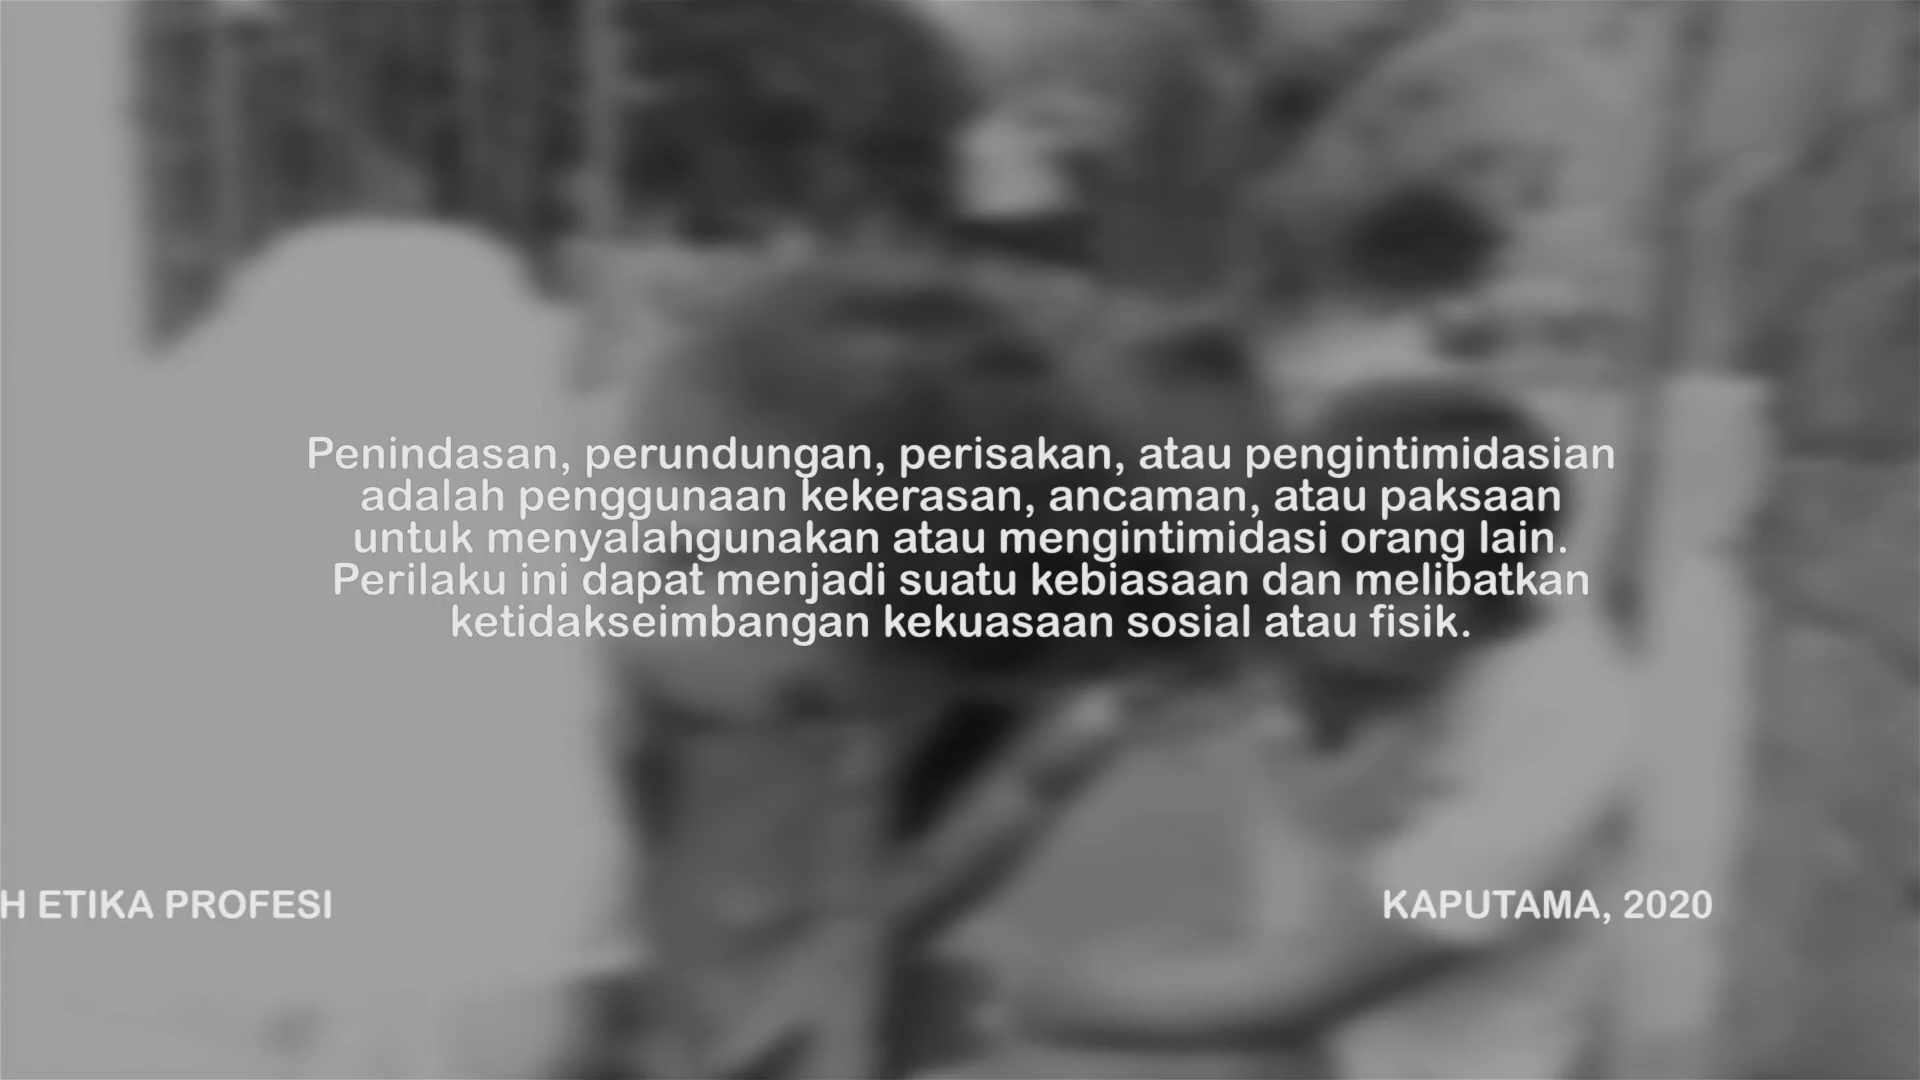 Penindasan, perundungan, perisakan, atau pengintimidasian
adalah penggunaan kekerasan, ancaman, atau paksaan
untuk menyalahgunakan atau mengintimidasi orang lain.
Perilaku ini dapat menjadi suatu kebiasaan dan melibatkan
ketidakseimbangan kekuasaan sosial atau fisik.
H ETIKA PROFESI
KAPUTAMA, 2020